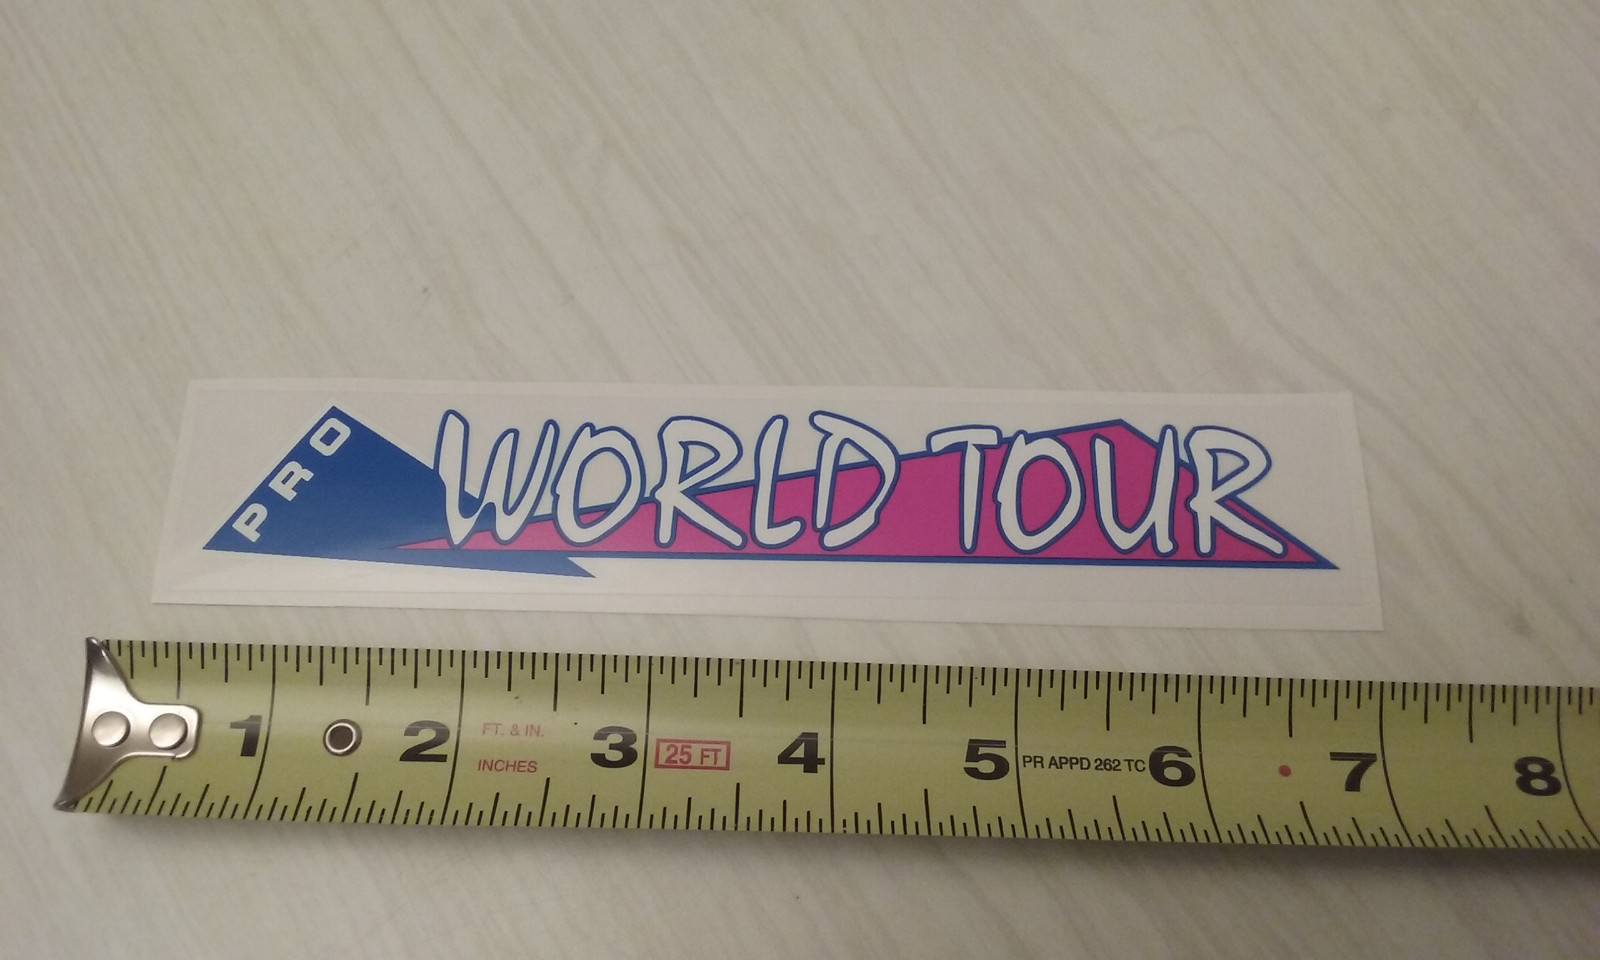 PRO
WORLD TOUR
1 2 3 4 5 6 7 8
FT. & IN.
INCHES
25 FT
PR APPD 262 TC